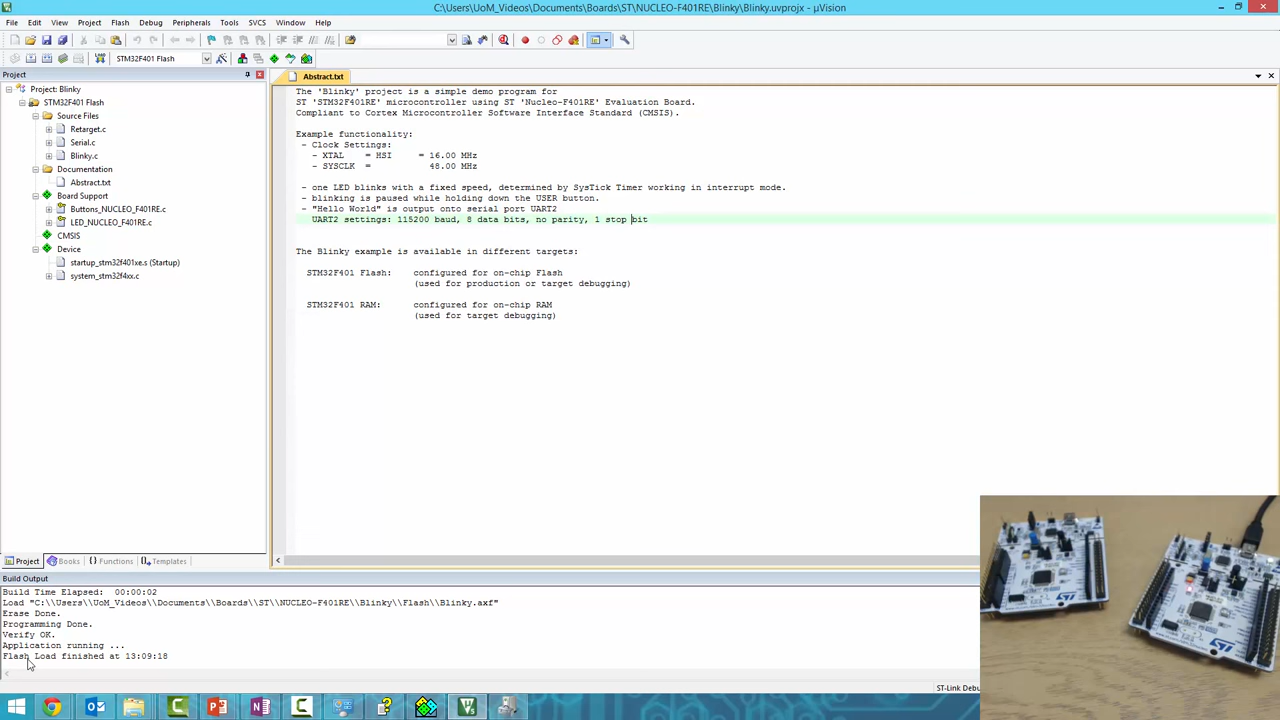 C:\Users\UoM_Videos\Documents\Boards\ST\NUCLEO-F401RE\Blinky\Blinky.uvprojx - µVision
File Edit View Project Flash Debug Peripherals Tools SVCS Window Help
STM32F401 Flash
Project
Project: Blinky
STM32F401 Flash
Source Files
Retarget.c
Serial.c
Blinky.c
Documentation
Abstract.txt
Board Support
Buttons_NUCLEO_F401RE.c
LED_NUCLEO_F401RE.c
CMSIS
Device
startup_stm32f401xe.s (Startup)
system_stm32f4xx.c
Project Books {} Functions Templates
Abstract.txt
The 'Blinky' project is a simple demo program for
ST 'STM32F401RE' microcontroller using ST 'Nucleo-F401RE' Evaluation Board.
Compliant to Cortex Microcontroller Software Interface Standard (CMSIS).
Example functionality:
- Clock Settings:
- XTAL = HSI = 16.00 MHz
- SYSCLK = 48.00 MHz
- one LED blinks with a fixed speed, determined by SysTick Timer working in interrupt mode.
- blinking is paused while holding down the USER button.
- "Hello World" is output onto serial port UART2
UART2 settings: 115200 baud, 8 data bits, no parity, 1 stop bit
The Blinky example is available in different targets:
STM32F401 Flash: configured for on-chip Flash
(used for production or target debugging)
STM32F401 RAM: configured for on-chip RAM
(used for target debugging)
Build Output
Build Time Elapsed: 00:00:02
Load "C:\\Users\\UoM_Videos\\Documents\\Boards\\ST\\NUCLEO-F401RE\\Blinky\\Flash\\Blinky.axf"
Erase Done.
Programming Done.
Verify OK.
Application running ...
Flash Load finished at 13:09:18
ST-Link Debu